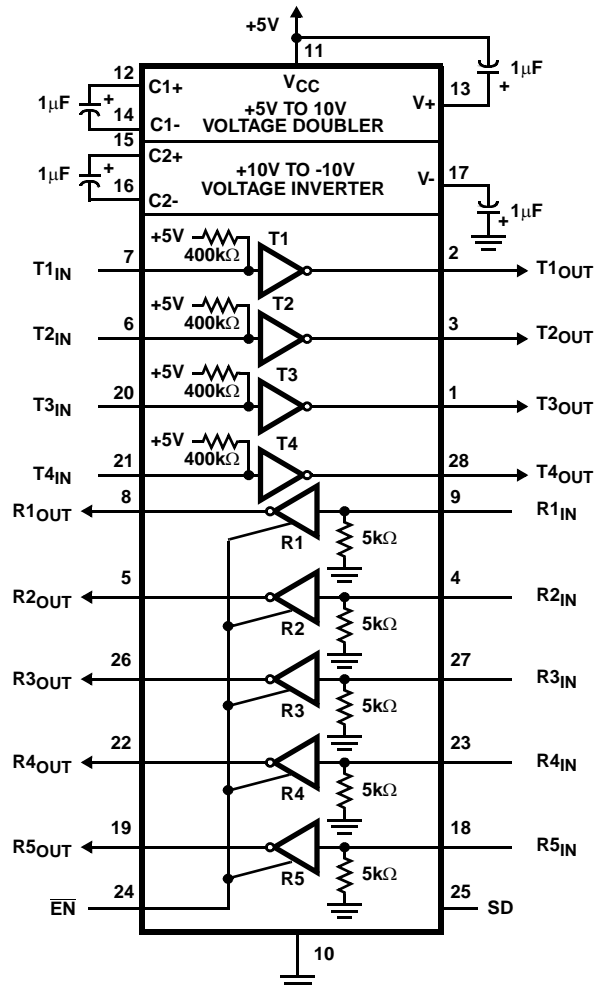 +5V
11
12
C1+
VCC
13
1μF
1μF
+
+5V TO 10V
VOLTAGE DOUBLER
V+
+
14
C1-
15
C2+
1μF
+
+10V TO -10V
VOLTAGE INVERTER
V-
17
16
C2-
+
1μF
+5V
T1
T1IN
7
400kΩ
2
T1OUT
+5V
T2
T2IN
6
400kΩ
3
T2OUT
+5V
T3
T3IN
20
400kΩ
1
T3OUT
+5V
T4
T4IN
21
400kΩ
28
T4OUT
R1OUT
8
9
R1IN
R1
5kΩ
R2OUT
5
4
R2IN
R2
5kΩ
R3OUT
26
27
R3IN
R3
5kΩ
R4OUT
22
23
R4IN
R4
5kΩ
R5OUT
19
18
R5IN
R5
5kΩ
E̅N̅
24
25
SD
10